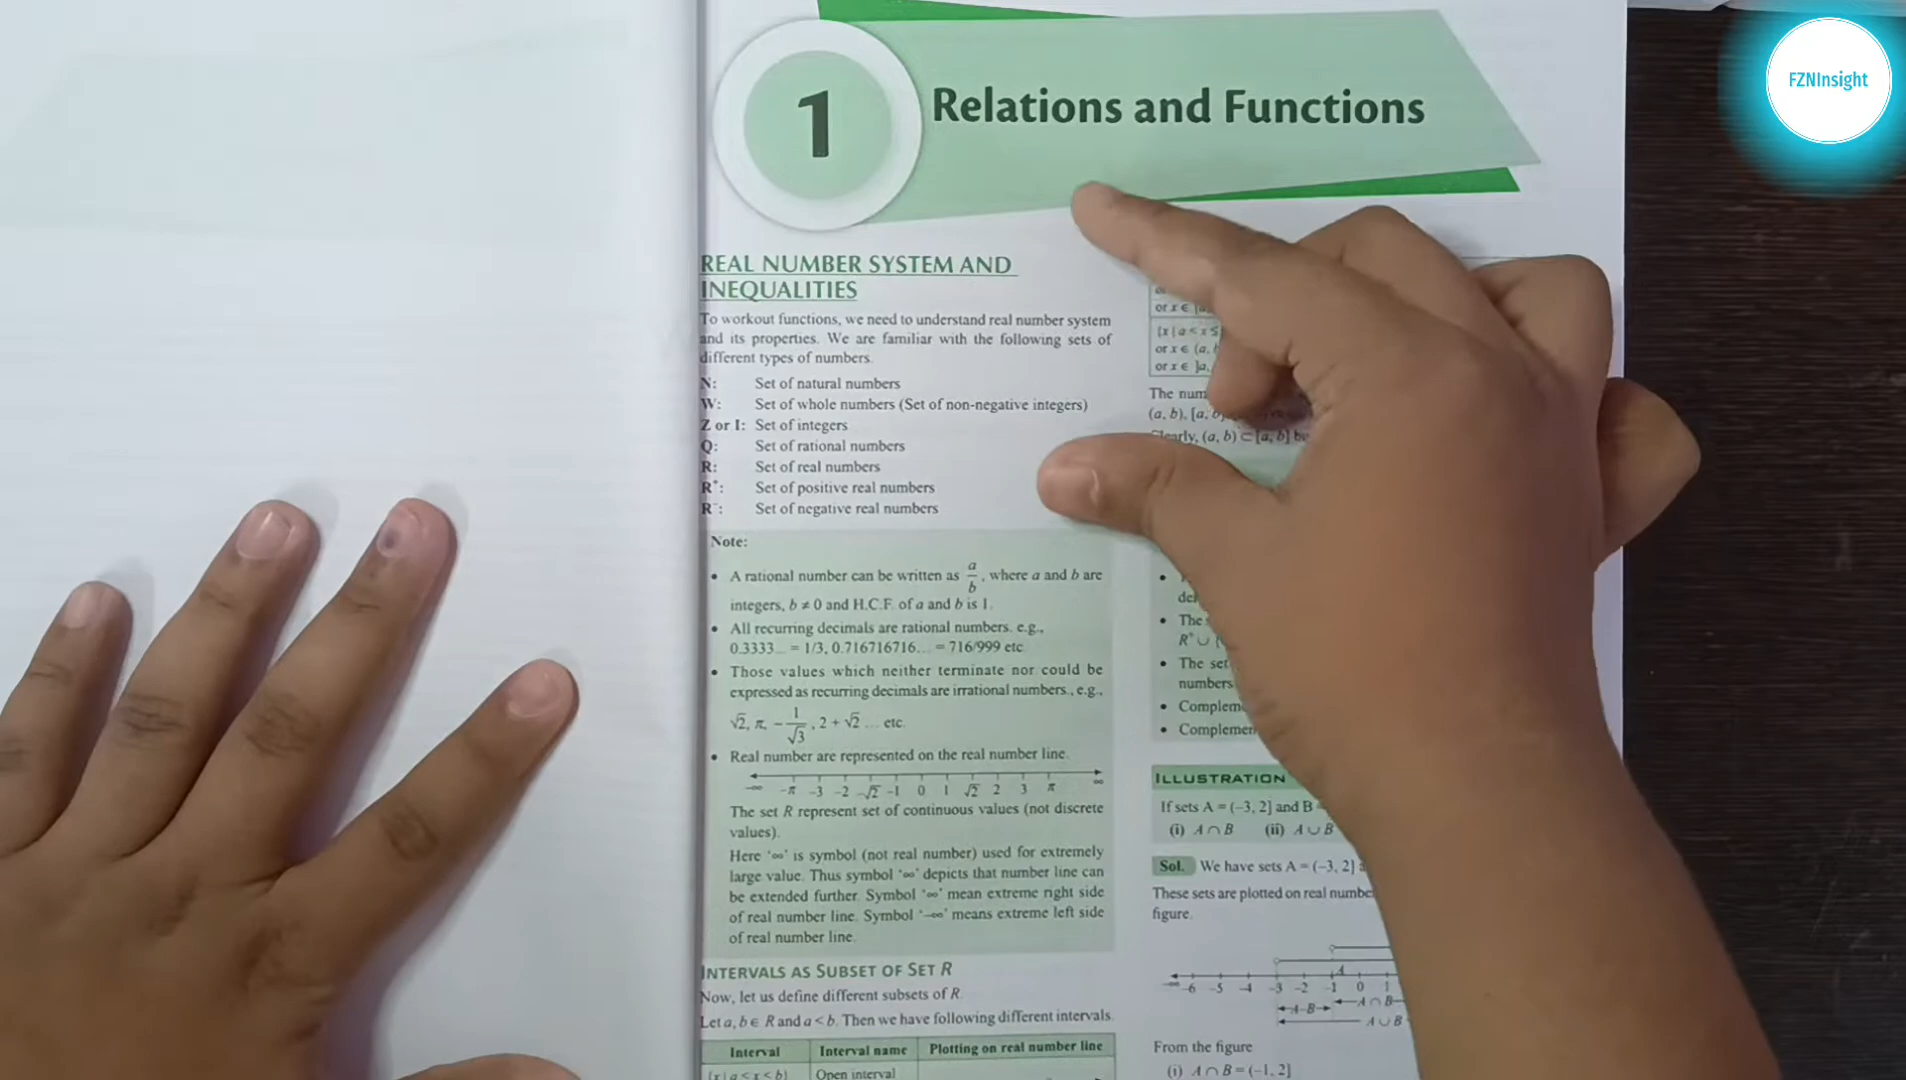 FZNInsight
1
Relations and Functions
REAL NUMBER SYSTEM AND
INEQUALITIES
To workout functions, we need to understand real number system
and its properties. We are familiar with the following sets of
different types of numbers.
N: Set of natural numbers
W: Set of whole numbers (Set of non-negative integers)
Z or I: Set of integers
Q: Set of rational numbers
R: Set of real numbers
R⁺: Set of positive real numbers
R⁻: Set of negative real numbers
Note:
• A rational number can be written as a/b, where a and b are
integers, b ≠ 0 and H.C.F. of a and b is 1.
• All recurring decimals are rational numbers. e.g.,
0.3333... = 1/3, 0.716716716... = 716/999 etc.
• Those values which neither terminate nor could be
expressed as recurring decimals are irrational numbers., e.g.,
√2, π, −1/√3, 2 + √2 ... etc.
• Real number are represented on the real number line.
−∞ −π −3 −2 −√2 −1 0 1 √2 2 3 π ∞
The set R represent set of continuous values (not discrete
values).
Here ‘∞’ is symbol (not real number) used for extremely
large value. Thus symbol ‘∞’ depicts that number line can
be extended further. Symbol ‘∞’ mean extreme right side
of real number line. Symbol ‘−∞’ means extreme left side
of real number line.
INTERVALS AS SUBSET OF SET R
Now, let us define different subsets of R.
Let a, b ∈ R and a < b. Then we have following different intervals.
Interval Interval name Plotting on real number line
{x | a < x < b} Open interval
or x ∈
{x | a < x ≤
or x ∈ (a,
or x ∈ ]a,
The
(a, b), [a, b]
Clearly, (a, b) ⊂ [a, b]
• The
R⁺ ∪
• The set
numbers
ILLUSTRATION
If sets A = (−3, 2] and B
(i) A ∩ B (ii) A ∪ B
Sol. We have sets A = (−3, 2]
These sets are plotted on real
figure.
A
−∞ −6 −5 −4 −3 −2 −1 0 1
A−B A ∩ B
A ∪ B
From the figure
(i) A ∩ B = (−1, 2]